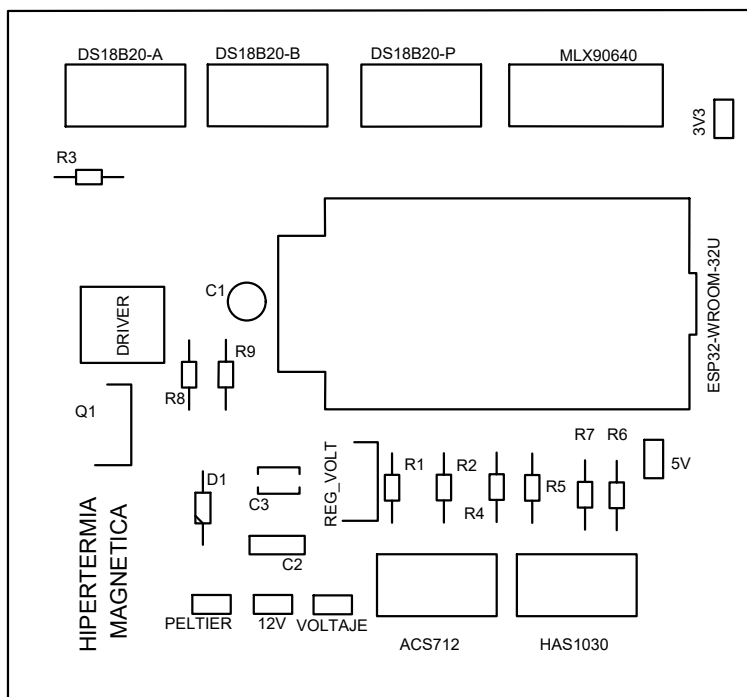 DS18B20-A
DS18B20-B
DS18B20-P
MLX90640
3V3
R3
ESP32-WROOM-32U
C1
DRIVER
R9
R8
Q1
R7
R6
5V
REG_VOLT
R1
R2
R4
R5
D1
C3
C2
HIPERTERMIA
MAGNETICA
PELTIER
12V
VOLTAJE
ACS712
HAS1030